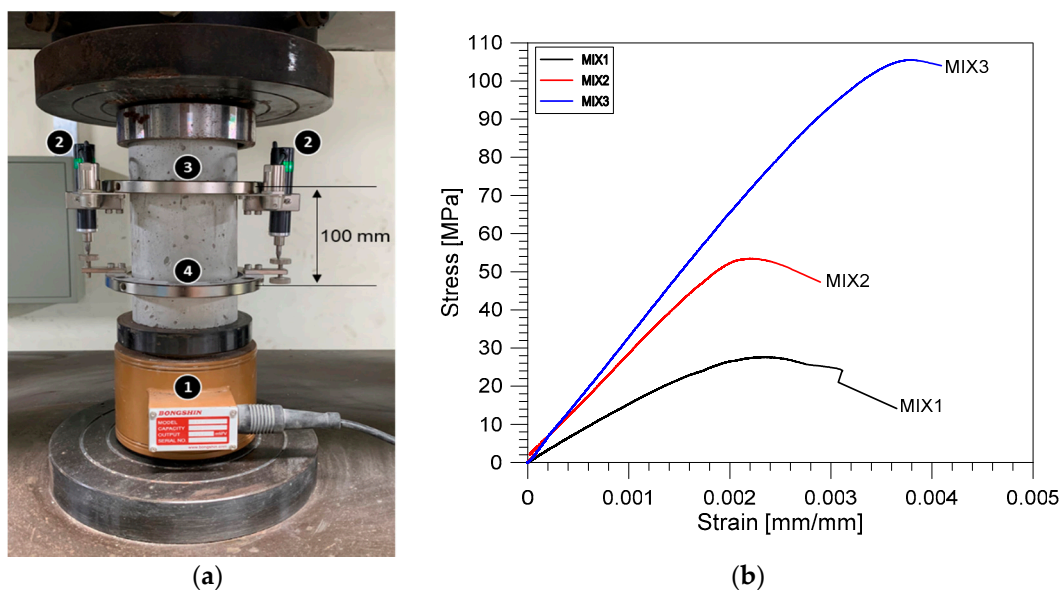 2
2
3
100 mm
4
1
BONGSHIN
MODEL
CAPACITY
OUTPUT
SERIAL NO.
(a)
110
100
90
80
70
60
50
40
30
20
10
0
Stress [MPa]
MIX1
MIX2
MIX3
MIX3
MIX2
MIX1
0
0.001
0.002
0.003
0.004
0.005
Strain [mm/mm]
(b)